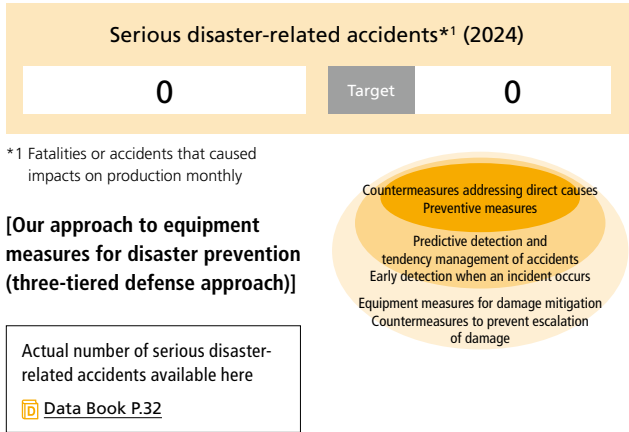 Serious disaster-related accidents*1 (2024)
0
Target
0
*1 Fatalities or accidents that caused
impacts on production monthly
[Our approach to equipment
measures for disaster prevention
(three-tiered defense approach)]
Countermeasures addressing direct causes
Preventive measures
Predictive detection and
tendency management of accidents
Early detection when an incident occurs
Equipment measures for damage mitigation
Countermeasures to prevent escalation
of damage
Actual number of serious disaster-
related accidents available here
D Data Book P.32